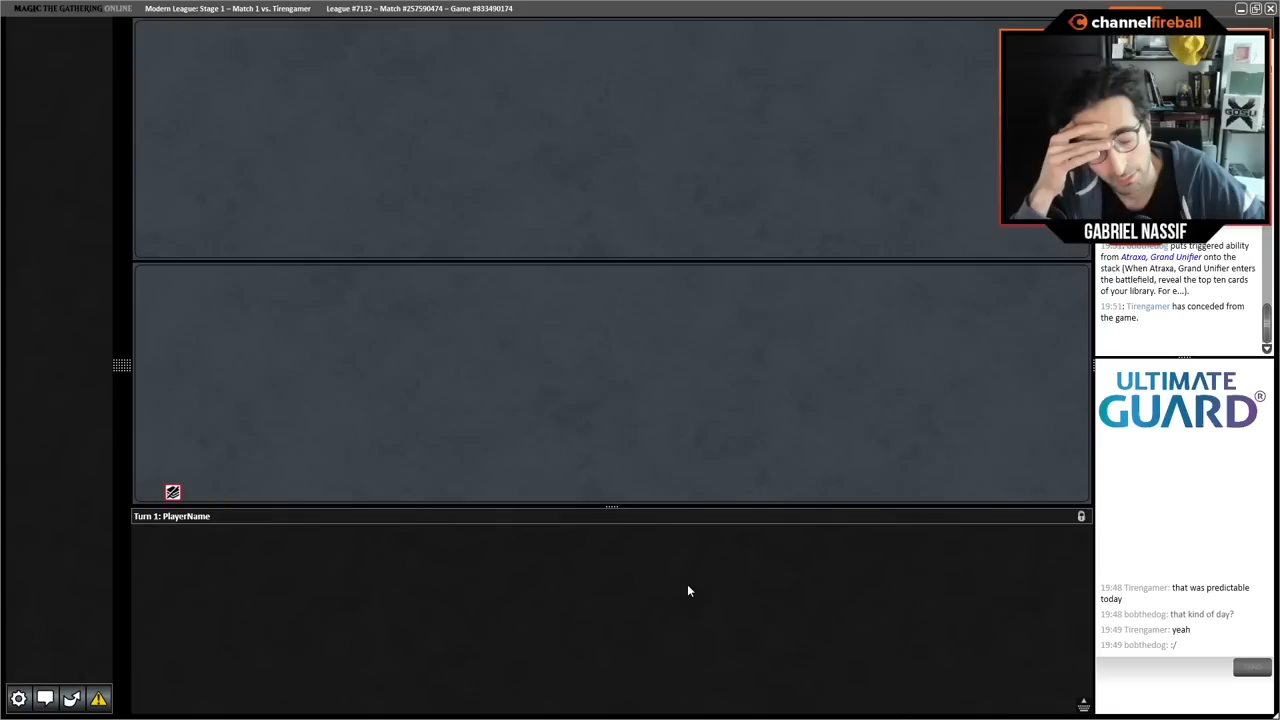 MAGIC THE GATHERING ONLINE Modern League: Stage 1 – Match 1 vs. Tirengamer League #7132 – Match #257590474 – Game #833490174
channelfireball
GABRIEL NASSIF
19:51: bobthedog puts triggered ability
from Atraxa, Grand Unifier onto the
stack (When Atraxa, Grand Unifier enters
the battlefield, reveal the top ten cards
of your library. For e...).
19:51: Tirengamer has conceded from
the game.
ULTIMATE
GUARD®
Turn 1: PlayerName
19:48 Tirengamer: that was predictable
today
19:48 bobthedog: that kind of day?
19:49 Tirengamer: yeah
19:49 bobthedog: :/